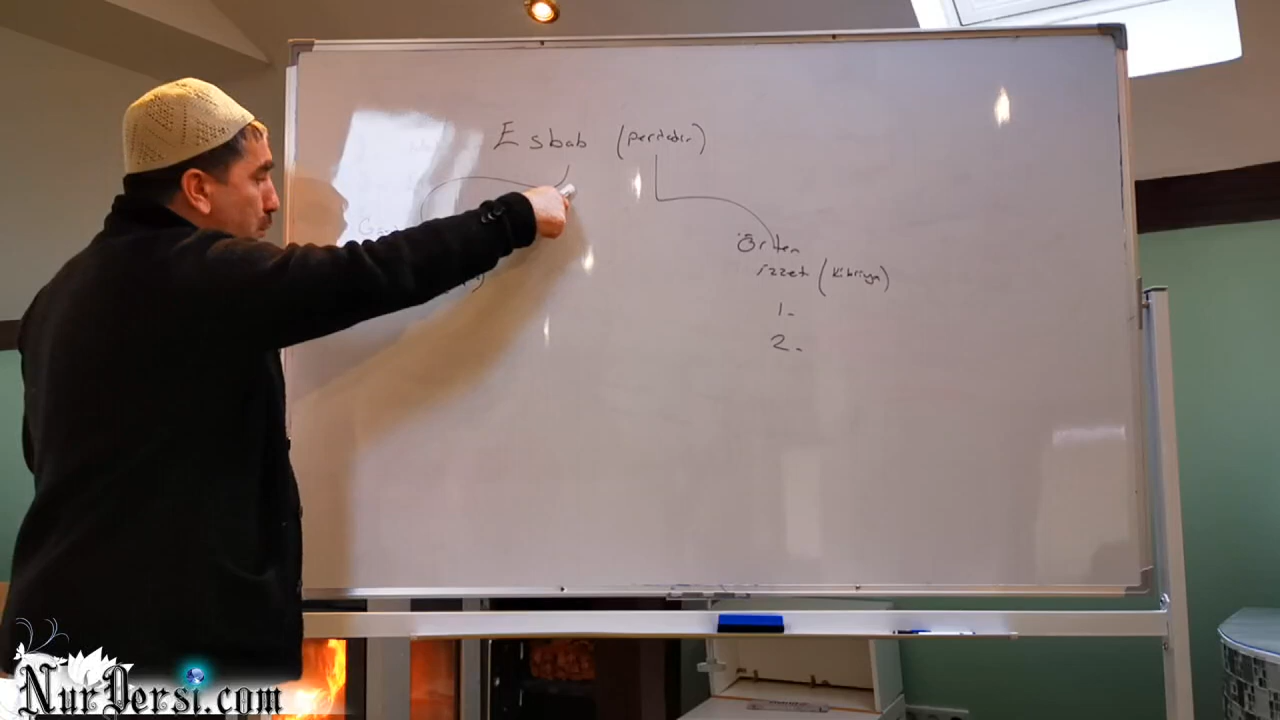 Esbab (perdedir)
Örten
izzet (Kibriya)
1-
2-
NurDersi.com